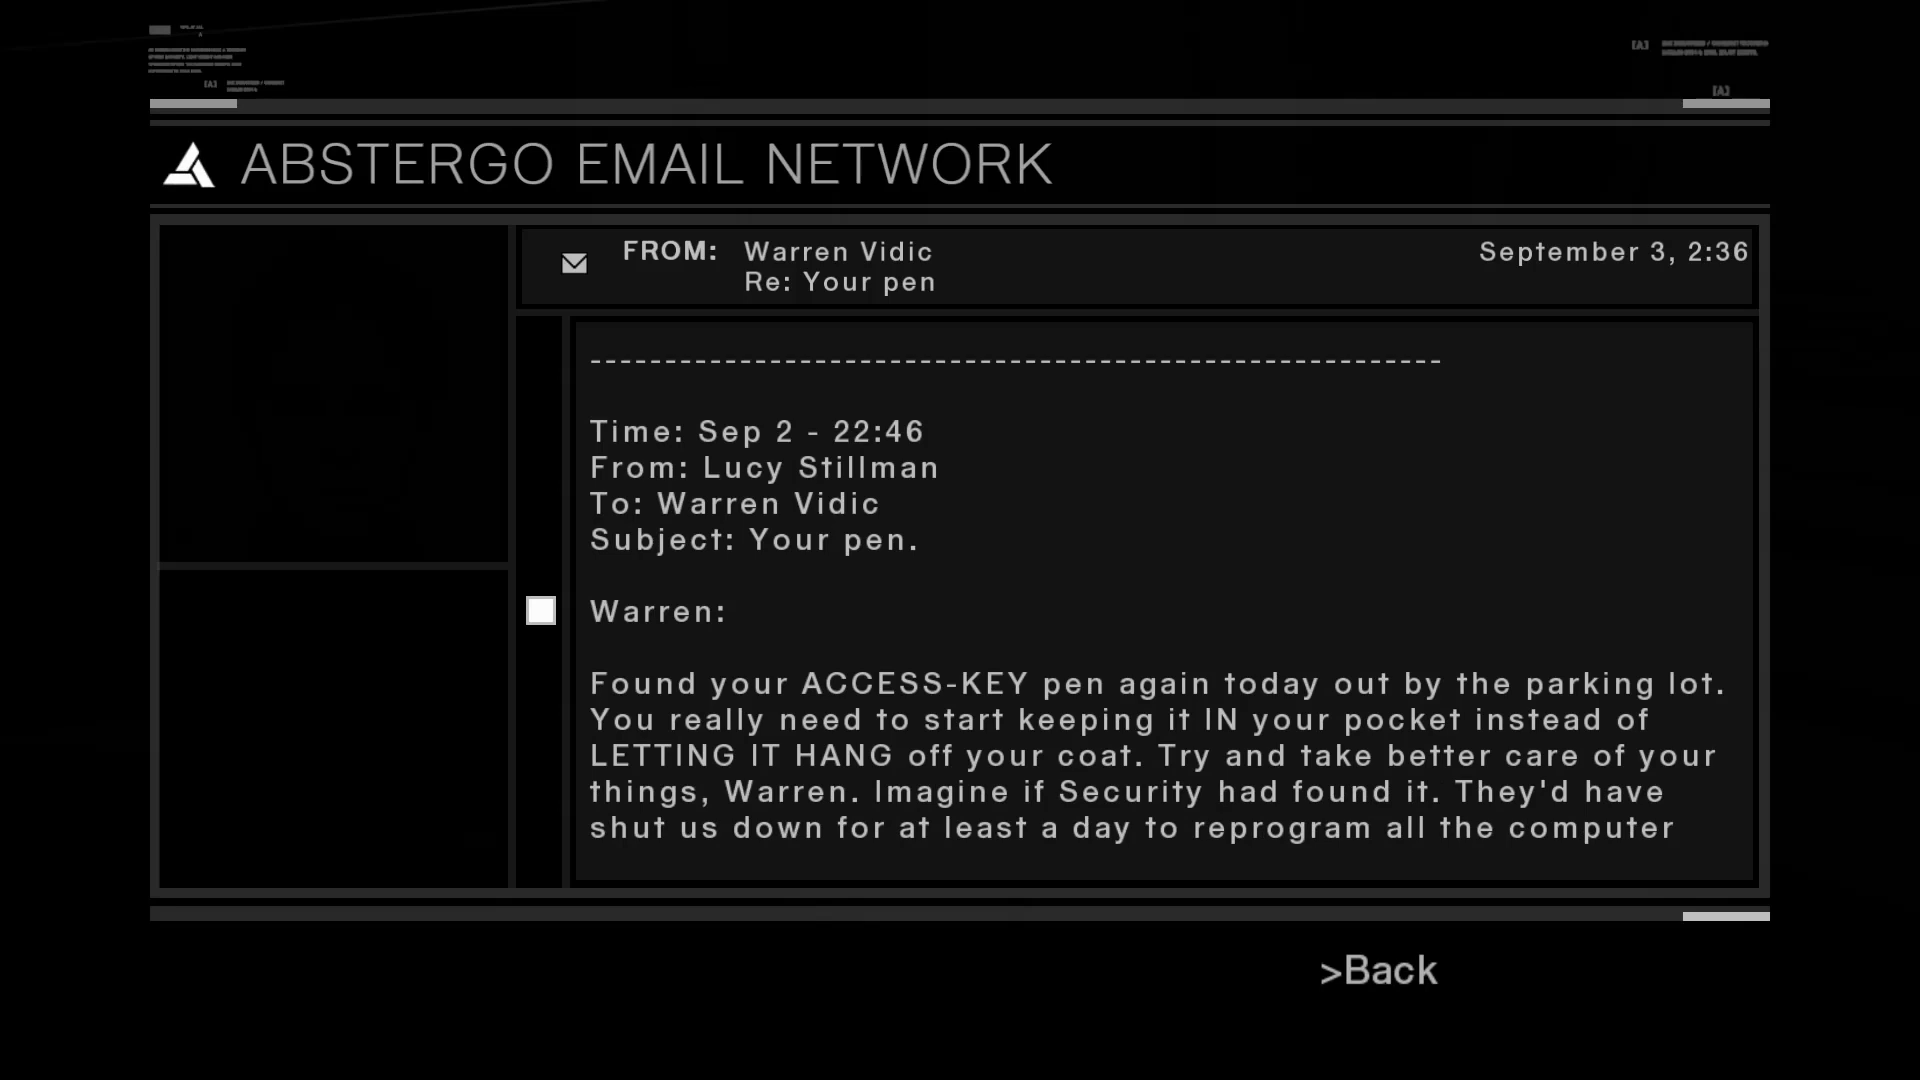 [A]
[A]
[A]
ABSTERGO EMAIL NETWORK
FROM: Warren Vidic
September 3, 2:36
Re: Your pen
---------------------------------------------------------
Time: Sep 2 - 22:46
From: Lucy Stillman
To: Warren Vidic
Subject: Your pen.
Warren:
Found your ACCESS-KEY pen again today out by the parking lot.
You really need to start keeping it IN your pocket instead of
LETTING IT HANG off your coat. Try and take better care of your
things, Warren. Imagine if Security had found it. They'd have
shut us down for at least a day to reprogram all the computer
>Back